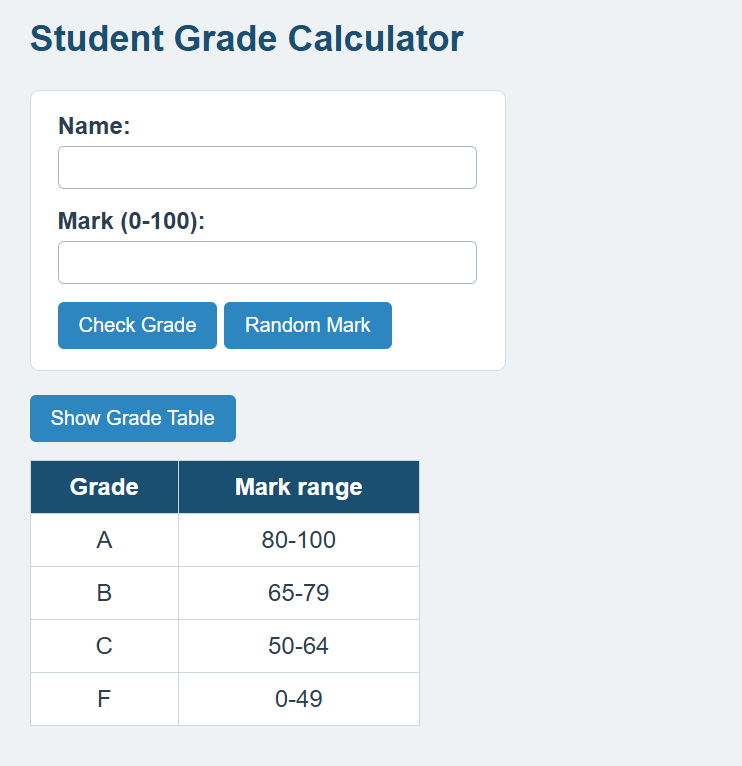 Student Grade Calculator
Name:
Mark (0-100):
Check Grade Random Mark
Show Grade Table
Grade Mark range
A 80-100
B 65-79
C 50-64
F 0-49